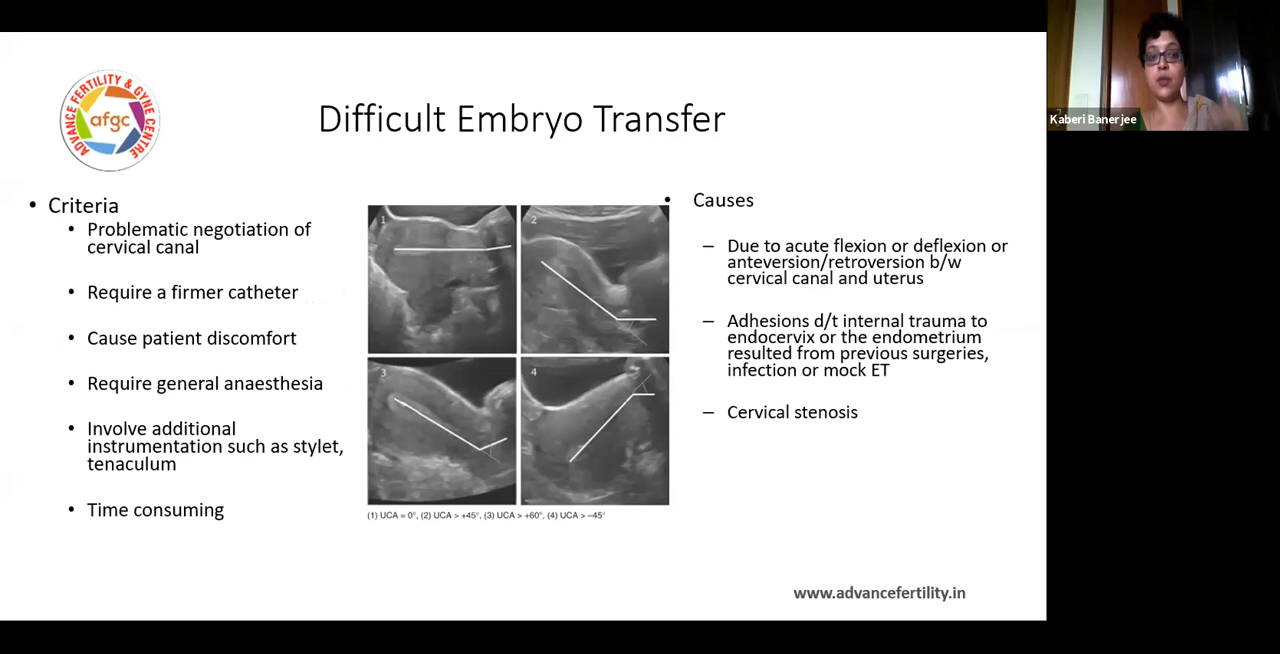 ADVANCE FERTILITY & GYNE CENTRE
afgc
Difficult Embryo Transfer
Kaberi Banerjee
• Criteria
• Problematic negotiation of
cervical canal
• Require a firmer catheter
• Cause patient discomfort
• Require general anaesthesia
• Involve additional
instrumentation such as stylet,
tenaculum
• Time consuming
1
2
3
4
(1) UCA = 0°, (2) UCA > +45°, (3) UCA > +60°, (4) UCA > –45°
• Causes
– Due to acute flexion or deflexion or
anteversion/retroversion b/w
cervical canal and uterus
– Adhesions d/t internal trauma to
endocervix or the endometrium
resulted from previous surgeries,
infection or mock ET
– Cervical stenosis
www.advancefertility.in